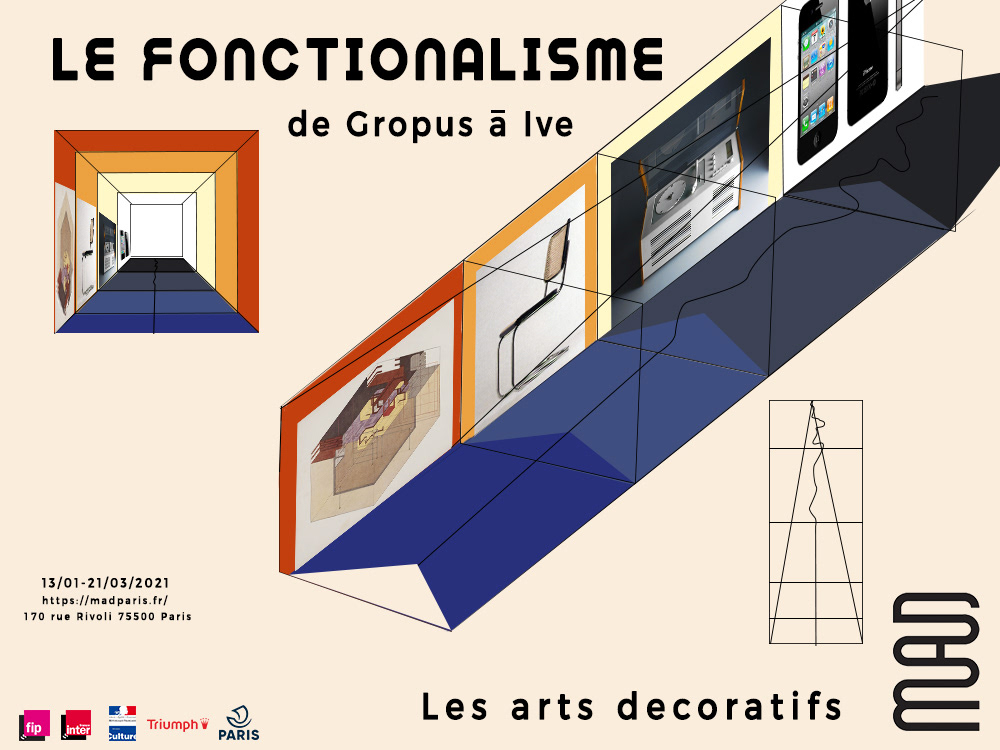 LE FONCTIONALISME
de Gropus ā Ive
13/01-21/03/2021
https://madparis.fr/
170 rue Rivoli 75500 Paris
Les arts decoratifs
MAD
fip
france
inter
Culture
Triumph
PARIS